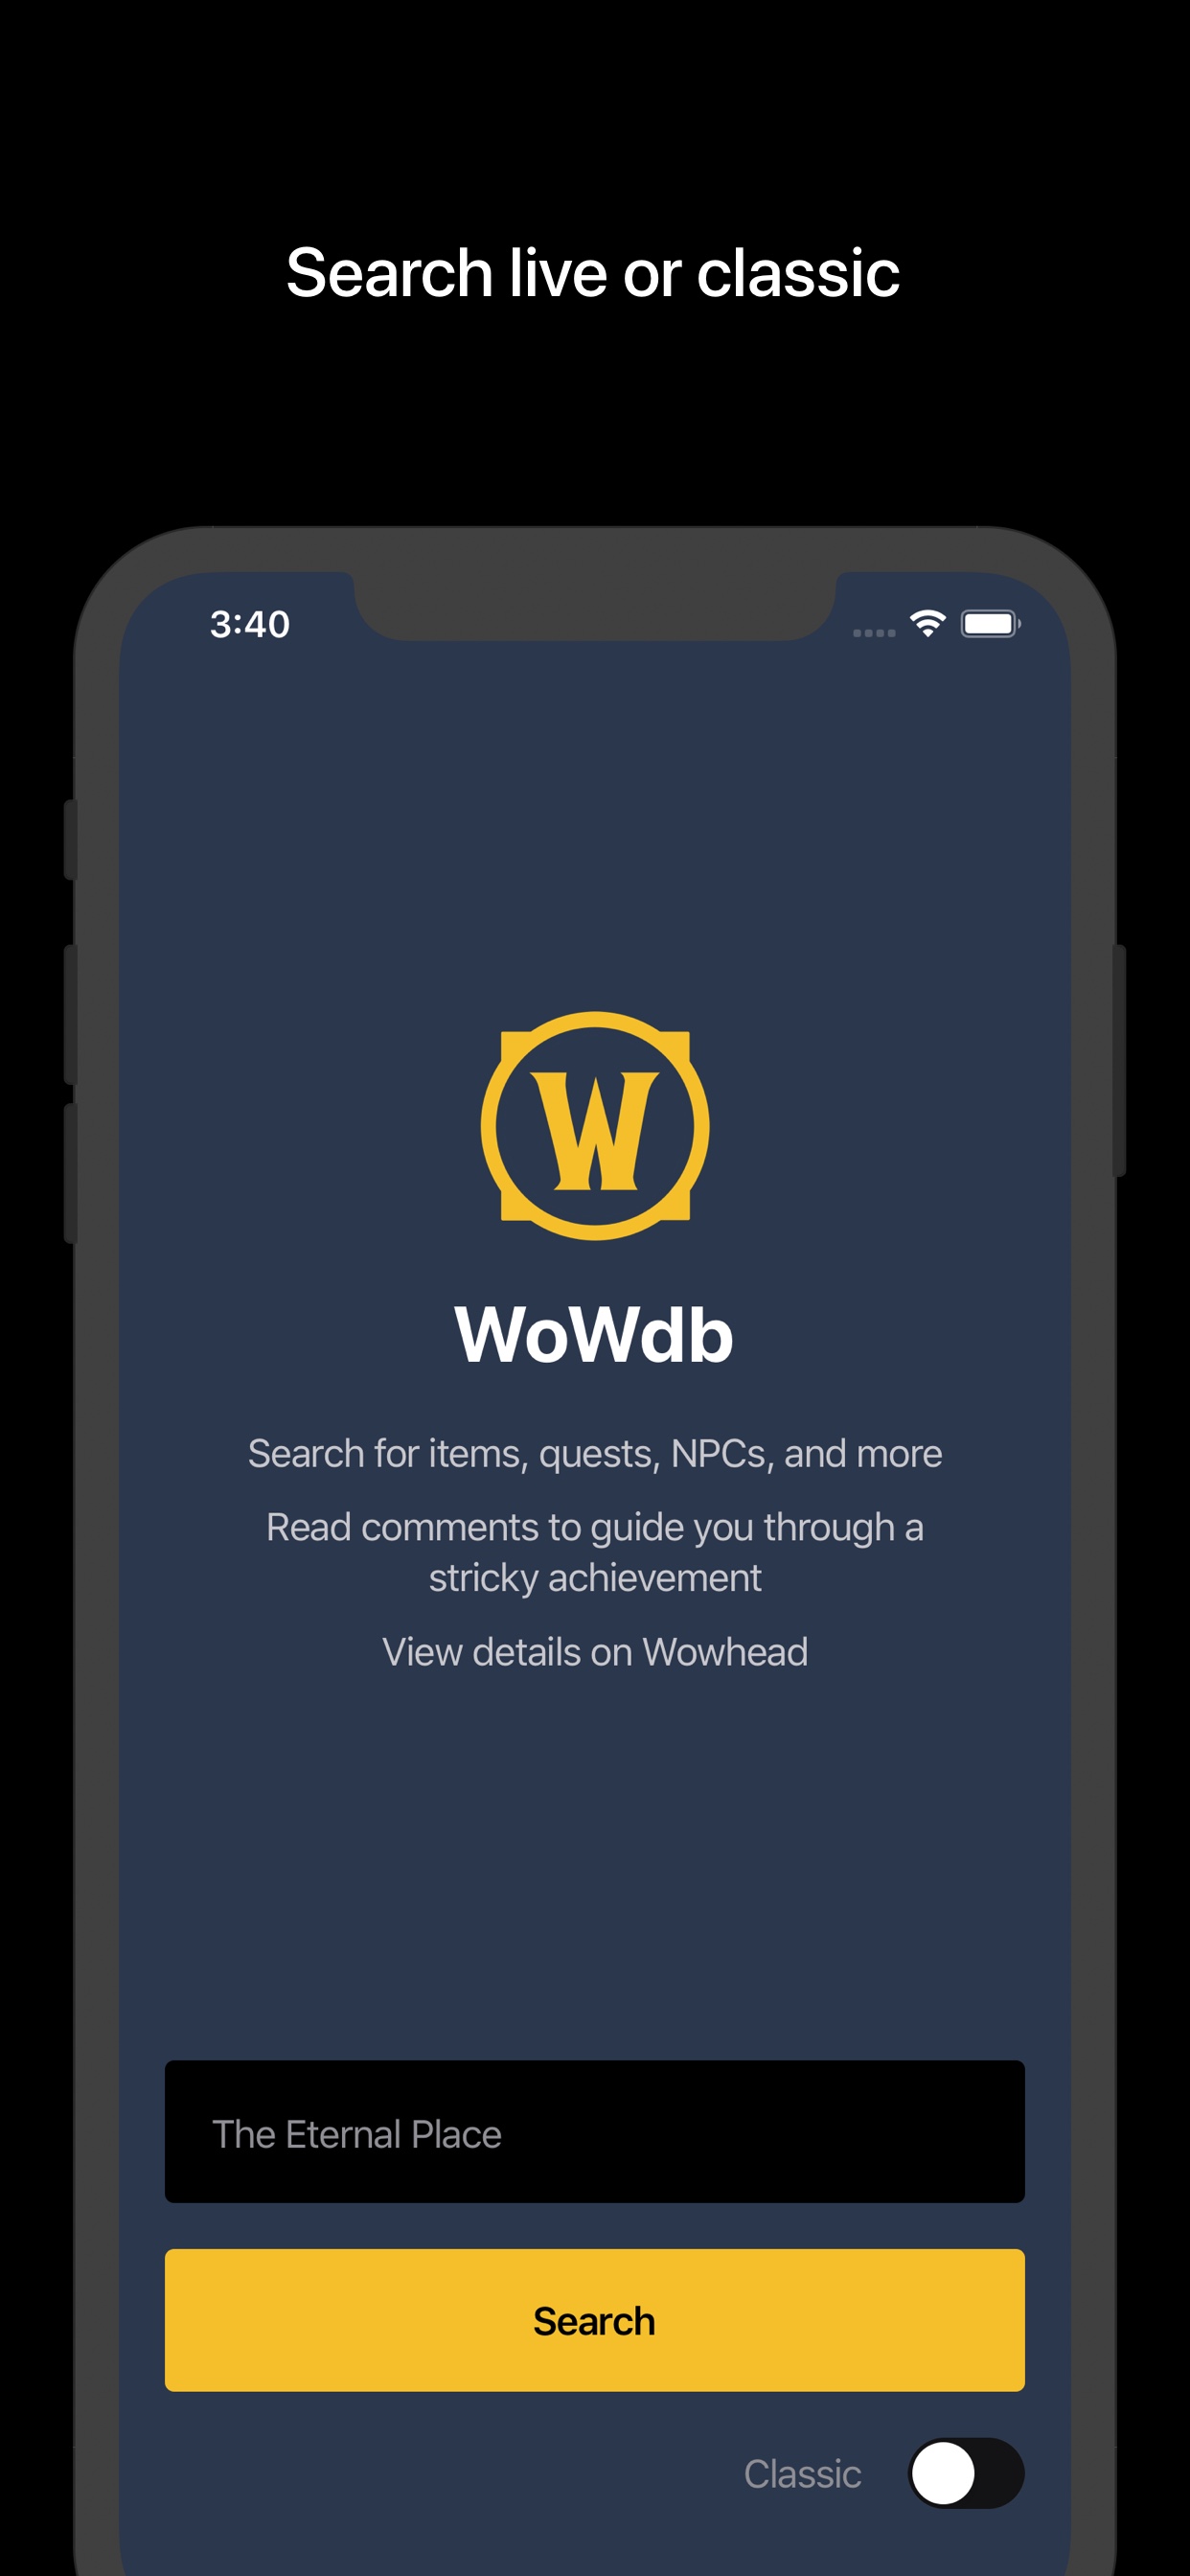 Search live or classic
3:40
W
WoWdb
Search for items, quests, NPCs, and more
Read comments to guide you through a
stricky achievement
View details on Wowhead
The Eternal Place
Search
Classic